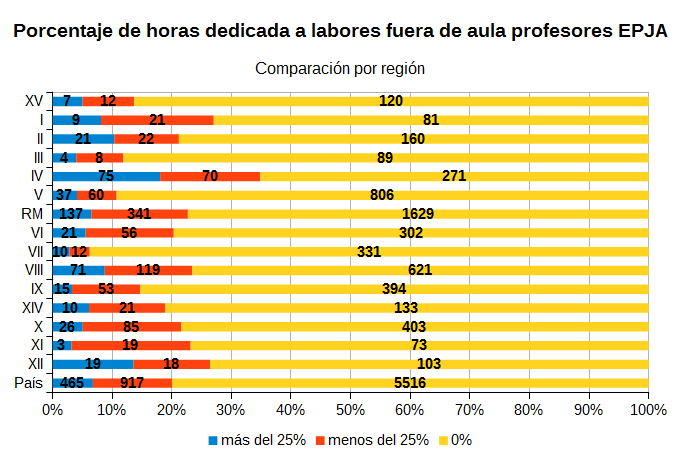 Porcentaje de horas dedicada a labores fuera de aula profesores EPJA
Comparación por región
XV 7 12 120
I 9 21 81
II 21 22 160
III 4 8 89
IV 75 70 271
V 37 60 806
RM 137 341 1629
VI 21 56 302
VII 10 12 331
VIII 71 119 621
IX 15 53 394
XIV 10 21 133
X 26 85 403
XI 3 19 73
XII 19 18 103
País 465 917 5516
0% 10% 20% 30% 40% 50% 60% 70% 80% 90% 100%
más del 25% menos del 25% 0%